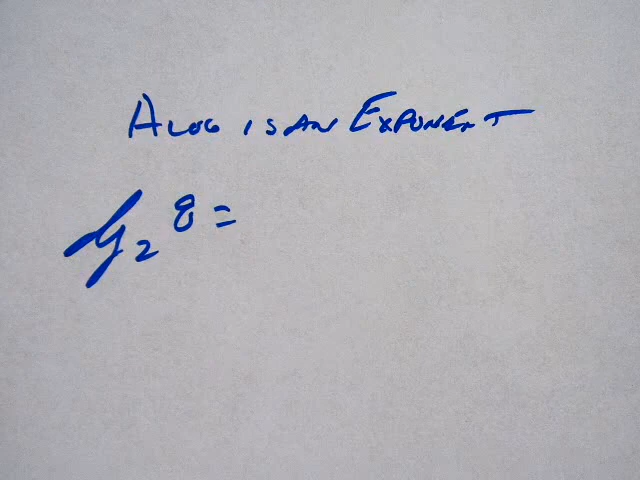 A LOG IS AN EXPONENT
log₂ 8 =